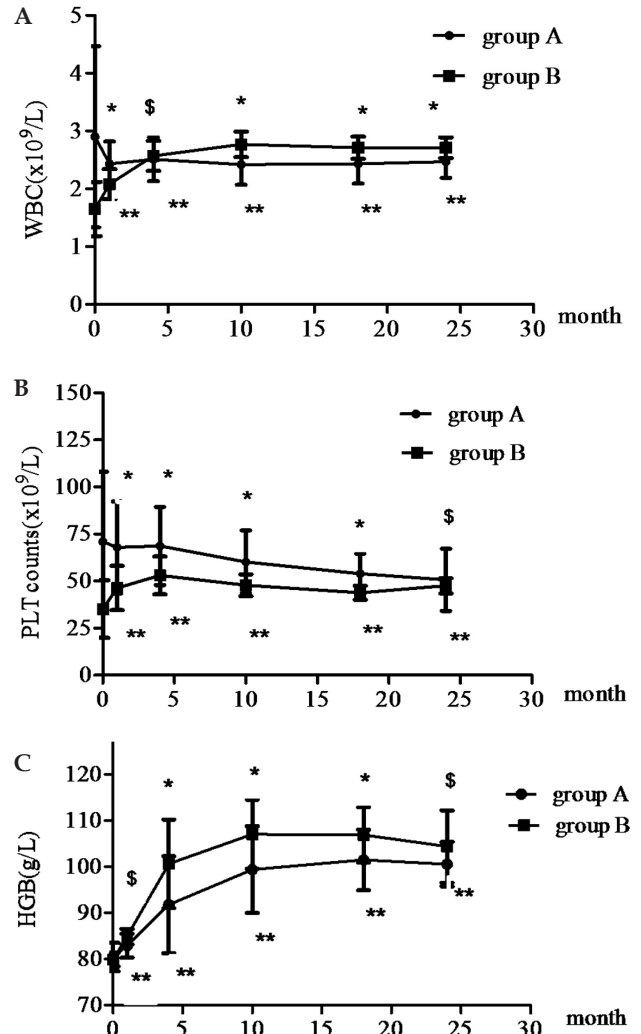 A
5
4
3
2
1
0
WBC(x10⁹/L)
group A
group B
* $ * * *
** ** ** ** **
0 5 10 15 20 25 30 month
B
150
125
100
75
50
25
0
PLT counts(x10⁹/L)
group A
group B
* * * * $
** ** ** ** **
0 5 10 15 20 25 30 month
C
120
110
100
90
80
70
HGB(g/L)
group A
group B
$ * * * $
** ** ** ** **
0 5 10 15 20 25 30 month